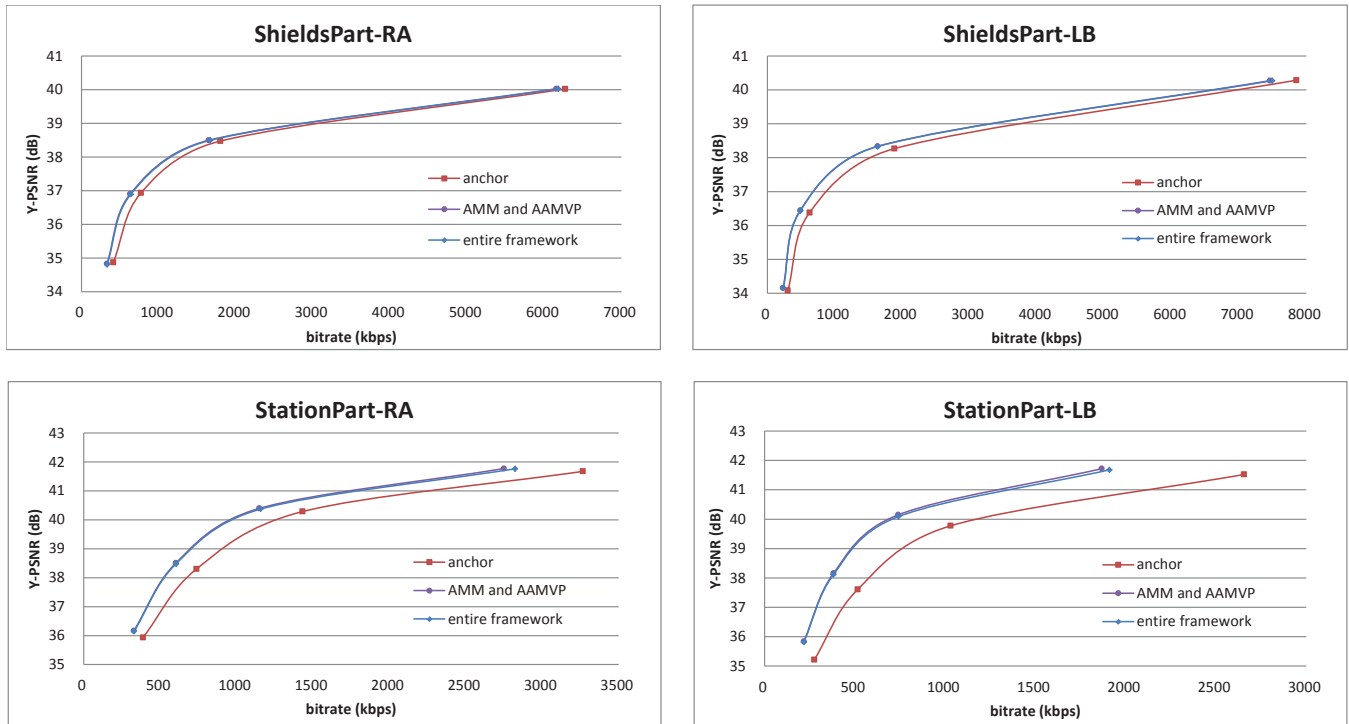 ShieldsPart-RA
41
40
39
38
37
36
35
34
Y-PSNR (dB)
anchor
AMM and AAMVP
entire framework
0 1000 2000 3000 4000 5000 6000 7000
bitrate (kbps)
ShieldsPart-LB
41
40
39
38
37
36
35
34
Y-PSNR (dB)
anchor
AMM and AAMVP
entire framework
0 1000 2000 3000 4000 5000 6000 7000 8000
bitrate (kbps)
StationPart-RA
43
42
41
40
39
38
37
36
35
Y-PSNR (dB)
anchor
AMM and AAMVP
entire framework
0 500 1000 1500 2000 2500 3000 3500
bitrate (kbps)
StationPart-LB
43
42
41
40
39
38
37
36
35
Y-PSNR (dB)
anchor
AMM and AAMVP
entire framework
0 500 1000 1500 2000 2500 3000
bitrate (kbps)